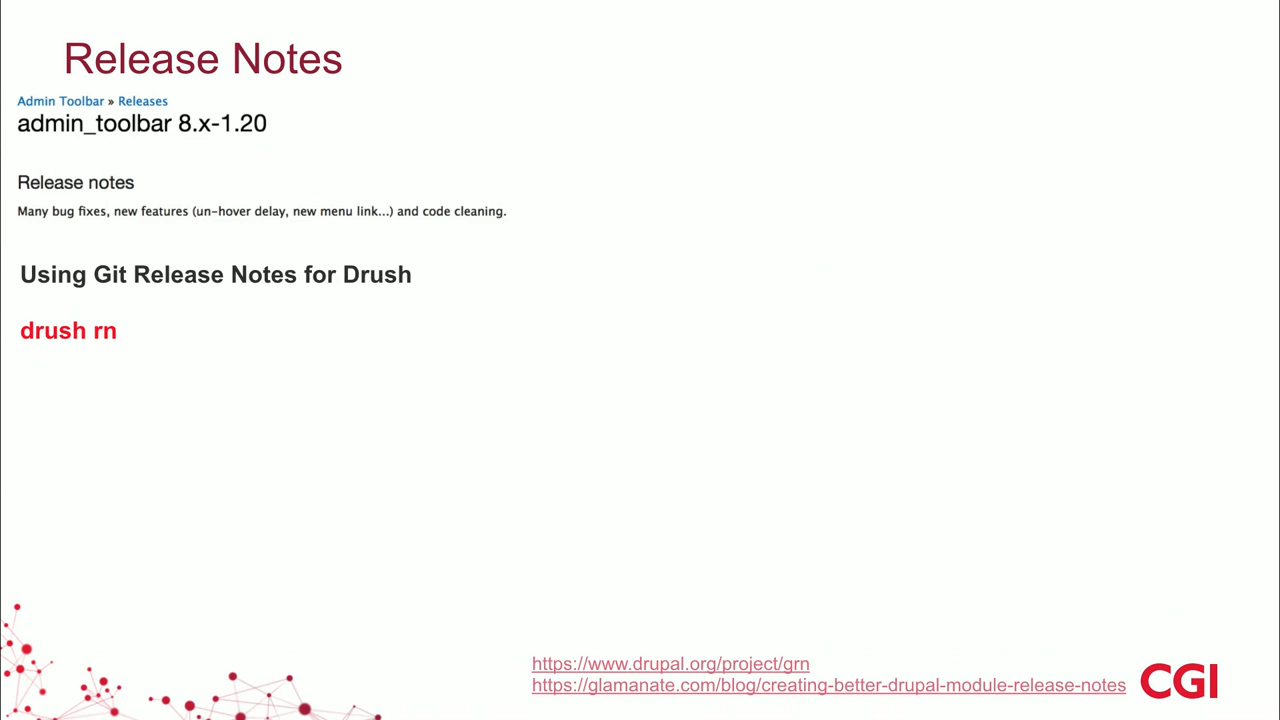 Release Notes
Admin Toolbar » Releases
admin_toolbar 8.x-1.20
Release notes
Many bug fixes, new features (un-hover delay, new menu link...) and code cleaning.
Using Git Release Notes for Drush
drush rn
https://www.drupal.org/project/grn
https://glamanate.com/blog/creating-better-drupal-module-release-notes
CGI